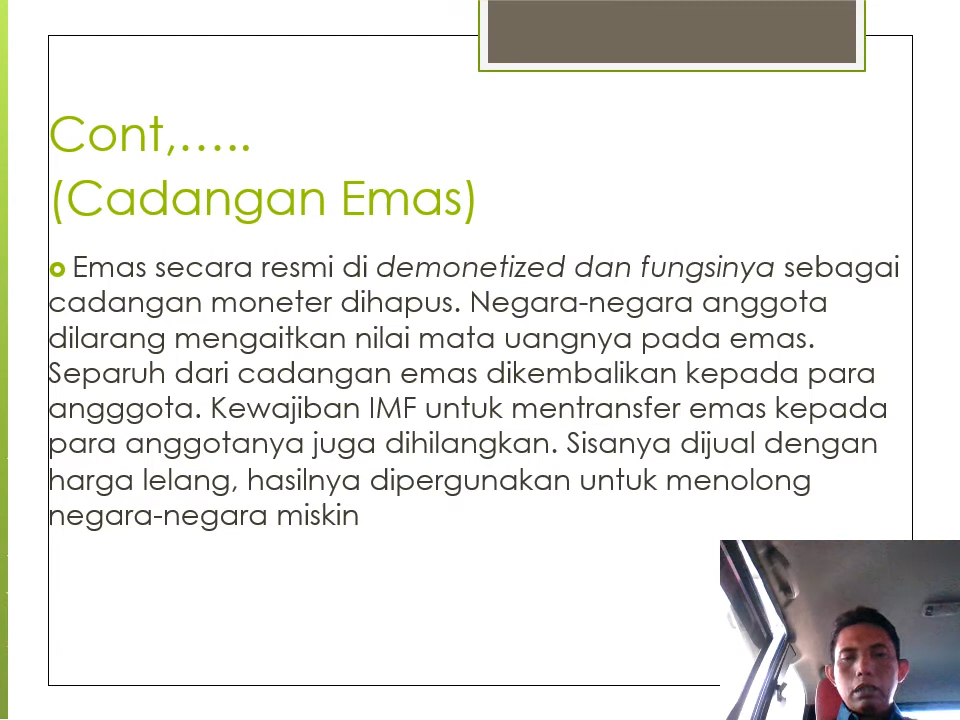 Cont,…..
(Cadangan Emas)
Emas secara resmi di demonetized dan fungsinya sebagai
cadangan moneter dihapus. Negara-negara anggota
dilarang mengaitkan nilai mata uangnya pada emas.
Separuh dari cadangan emas dikembalikan kepada para
angggota. Kewajiban IMF untuk mentransfer emas kepada
para anggotanya juga dihilangkan. Sisanya dijual dengan
harga lelang, hasilnya dipergunakan untuk menolong
negara-negara miskin